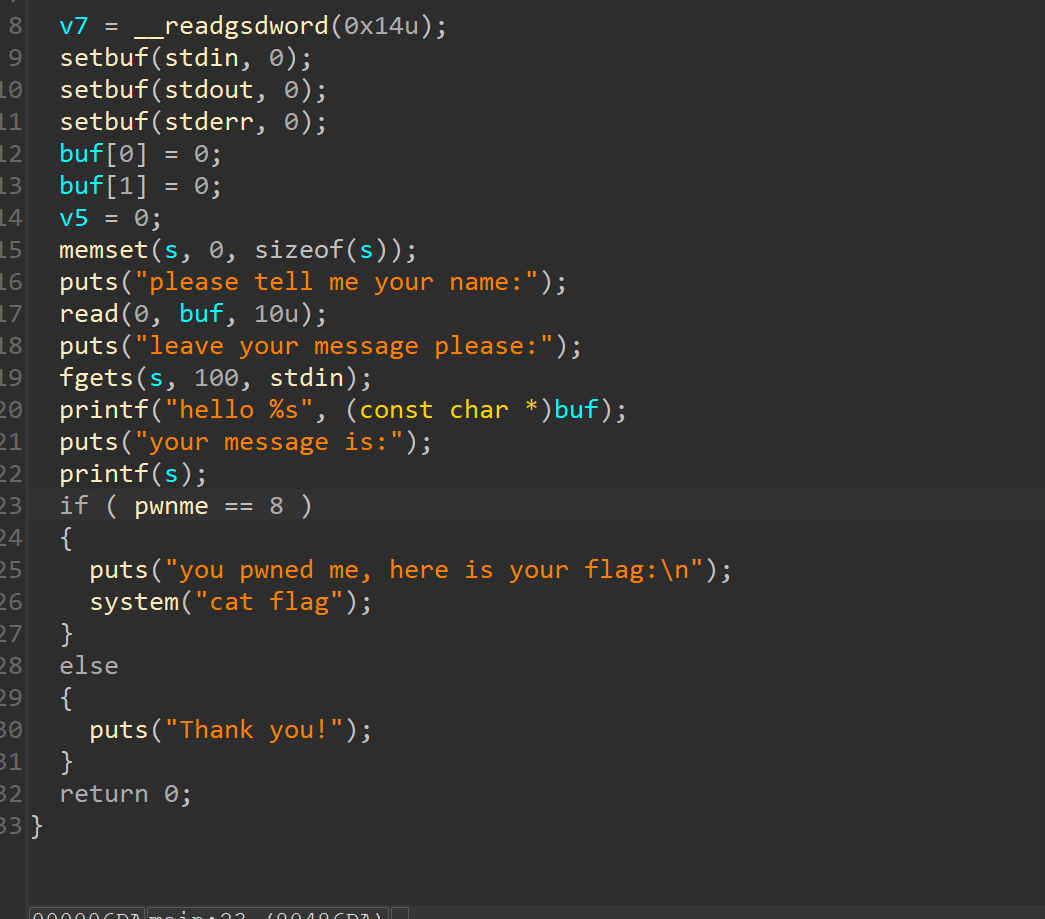 8 v7 = __readgsdword(0x14u);
9 setbuf(stdin, 0);
10 setbuf(stdout, 0);
11 setbuf(stderr, 0);
12 buf[0] = 0;
13 buf[1] = 0;
14 v5 = 0;
15 memset(s, 0, sizeof(s));
16 puts("please tell me your name:");
17 read(0, buf, 10u);
18 puts("leave your message please:");
19 fgets(s, 100, stdin);
20 printf("hello %s", (const char *)buf);
21 puts("your message is:");
22 printf(s);
23 if ( pwnme == 8 )
24 {
25 puts("you pwned me, here is your flag:\n");
26 system("cat flag");
27 }
28 else
29 {
30 puts("Thank you!");
31 }
32 return 0;
33 }
000006DA main:23 (80486DA)